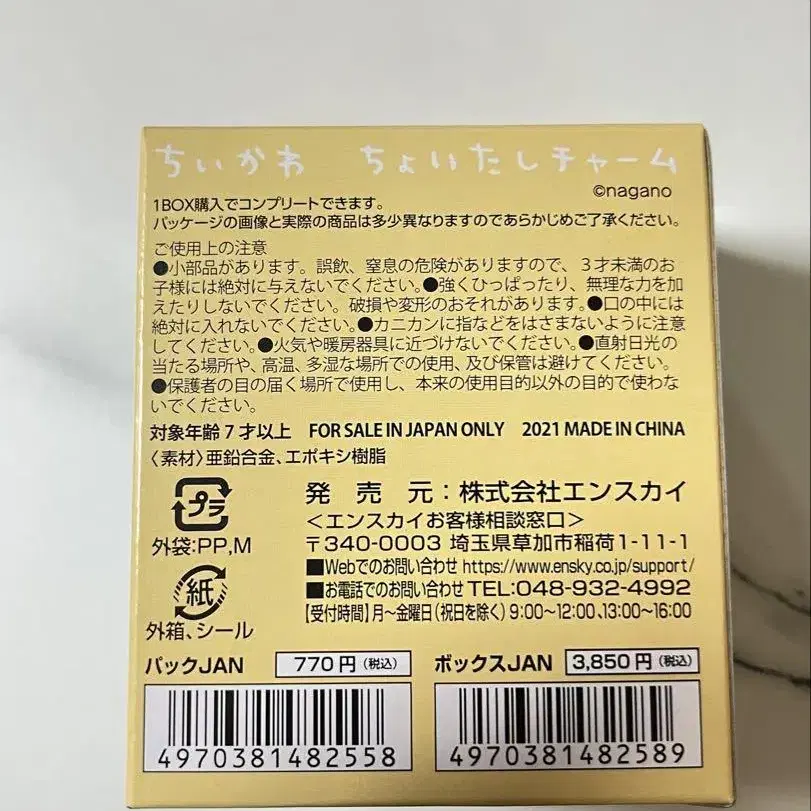 ちいかわ ちょいたしチャーム
©nagano
1BOX購入でコンプリートできます。
パッケージの画像と実際の商品は多少異なりますのであらかじめご了承ください。
ご使用上の注意
●小部品があります。誤飲、窒息の危険がありますので、3才未満のお
子様には絶対に与えないでください。●強くひっぱったり、無理な力を加
えたりしないでください。破損や変形のおそれがあります。●口の中には
絶対に入れないでください。●カニカンに指などをはさまないように注意
してください。●火気や暖房器具に近づけないでください。●直射日光の
当たる場所や、高温、多湿な場所での使用、及び保管は避けてください。
●保護者の目の届く場所で使用し、本来の使用目的以外の目的で使わな
いでください。
対象年齢7才以上 FOR SALE IN JAPAN ONLY 2021 MADE IN CHINA
〈素材〉亜鉛合金、エポキシ樹脂
プラ
外袋:PP,M
紙
外箱、シール
発売元:株式会社エンスカイ
<エンスカイお客様相談窓口>
〒340-0003 埼玉県草加市稲荷1-11-1
■Webでのお問い合わせ https://www.ensky.co.jp/support/
■お電話でのお問い合わせ TEL:048-932-4992
【受付時間】月~金曜日(祝日を除く)9:00~12:00、13:00~16:00
パックJAN 770円(税込)
4970381482558
ボックスJAN 3,850円(税込)
4970381482589